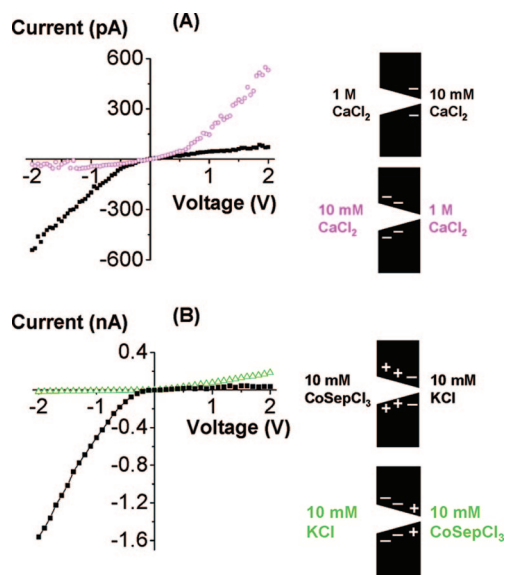 Current (pA) (A)
600
300
-2 -1 1 2
Voltage (V)
-300
-600
1 M 10 mM
CaCl2 CaCl2
10 mM 1 M
CaCl2 CaCl2
Current (nA) (B)
0.4
-2 -1 1 2
Voltage (V)
-0.4
-0.8
-1.2
-1.6
10 mM 10 mM
CoSepCl3 KCl
10 mM 10 mM
KCl CoSepCl3